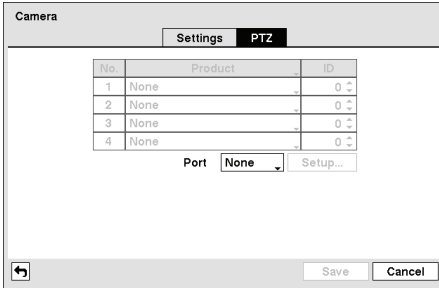 Camera
Settings PTZ
No. Product ID
1 None 0
2 None 0
3 None 0
4 None 0
Port None Setup...
Save Cancel